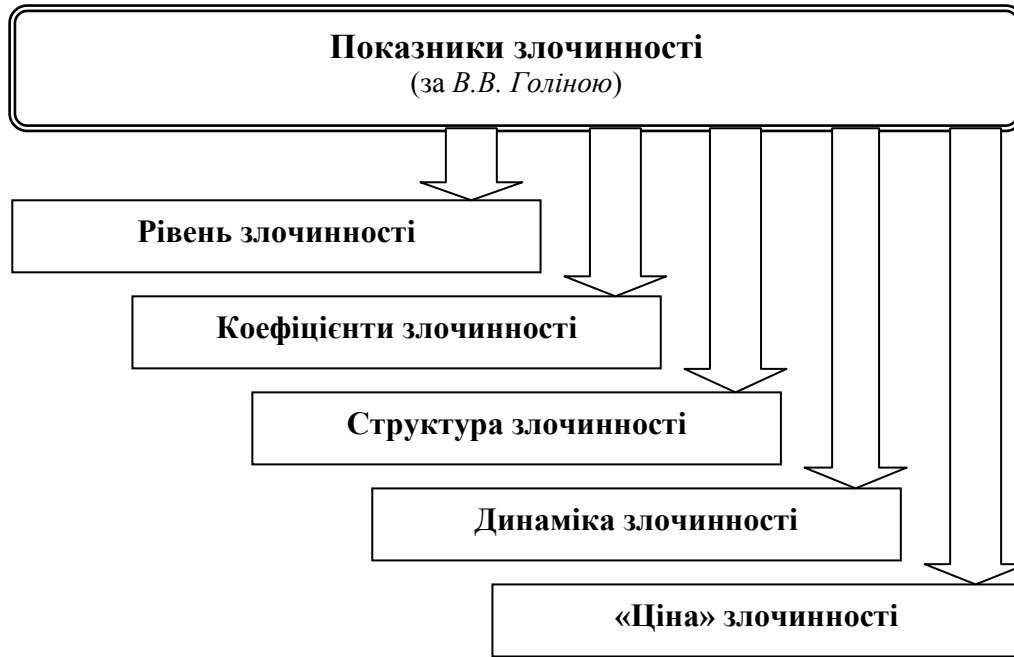 Показники злочинності
(за В.В. Голіною)
Рівень злочинності
Коефіцієнти злочинності
Структура злочинності
Динаміка злочинності
«Ціна» злочинності